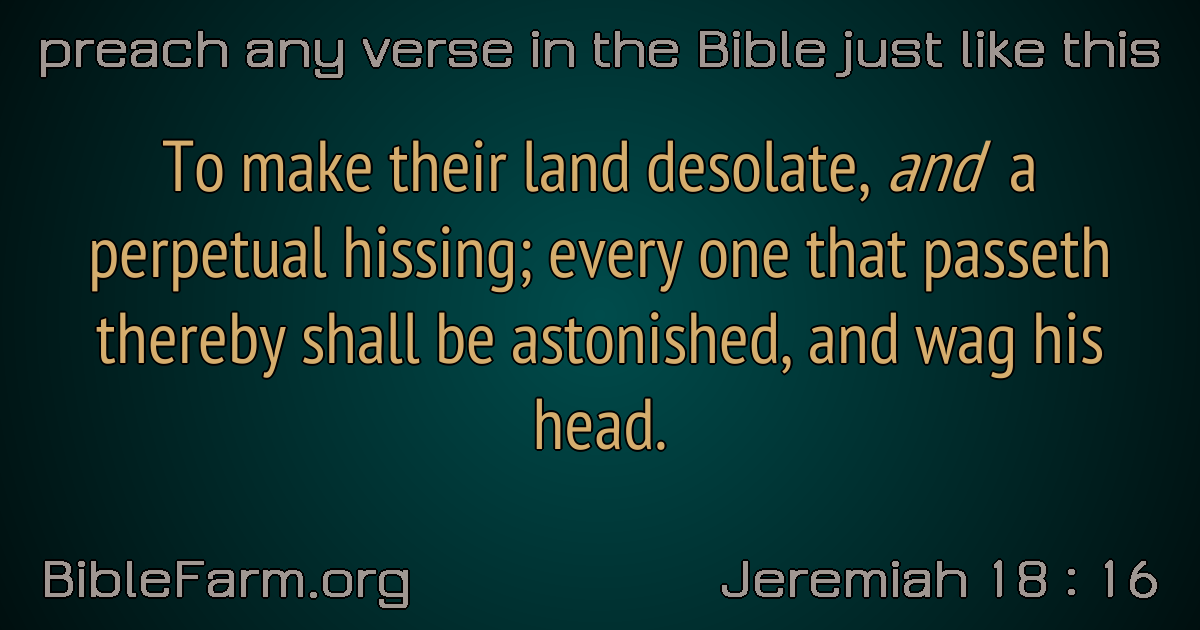 preach any verse in the Bible just like this
To make their land desolate, and a
perpetual hissing; every one that passeth
thereby shall be astonished, and wag his
head.
BibleFarm.org
Jeremiah 18 : 16